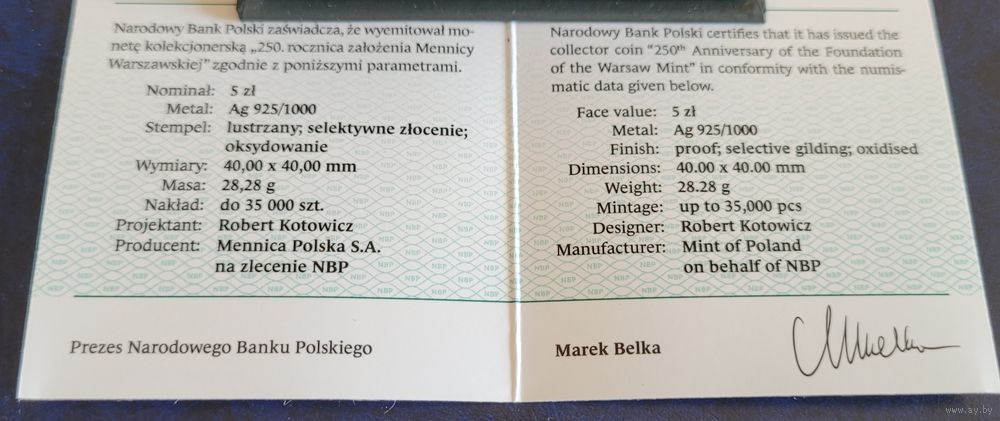 Narodowy Bank Polski zaświadcza, że wyemitował mo-
netę kolekcjonerską „250. rocznica założenia Mennicy
Warszawskiej” zgodnie z poniższymi parametrami.
Nominał: 5 zł
Metal: Ag 925/1000
Stempel: lustrzany; selektywne złocenie;
oksydowanie
Wymiary: 40,00 x 40,00 mm
Masa: 28,28 g
Nakład: do 35 000 szt.
Projektant: Robert Kotowicz
Producent: Mennica Polska S.A.
na zlecenie NBP
Prezes Narodowego Banku Polskiego
Narodowy Bank Polski certifies that it has issued the
collector coin “250th Anniversary of the Foundation
of the Warsaw Mint” in conformity with the numis-
matic data given below.
Face value: 5 zł
Metal: Ag 925/1000
Finish: proof; selective gilding; oxidised
Dimensions: 40.00 x 40.00 mm
Weight: 28.28 g
Mintage: up to 35,000 pcs
Designer: Robert Kotowicz
Manufacturer: Mint of Poland
on behalf of NBP
Marek Belka
www.ay.by